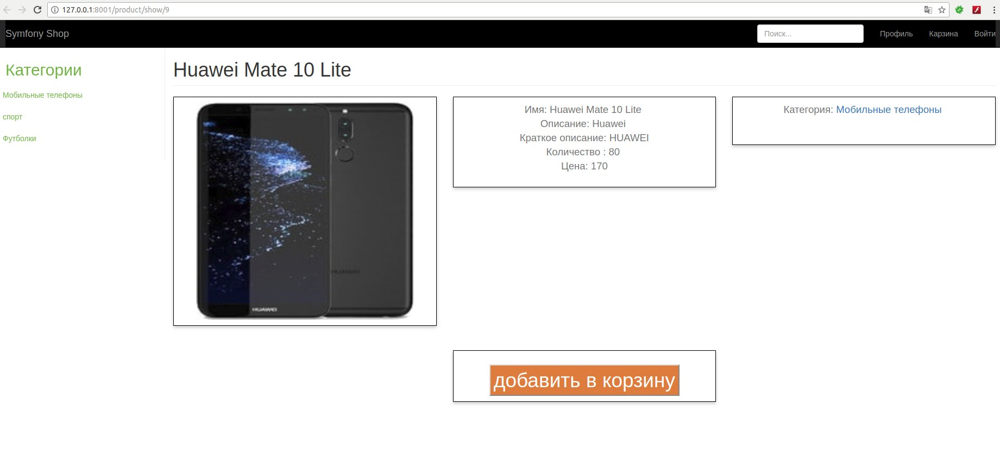 127.0.0.1:8001/product/show/9
Symfony Shop
Поиск...
Профиль
Карзина
Войти
Категории
Мобильные телефоны
спорт
Футболки
Huawei Mate 10 Lite
HUAWEI
HUAWEI
Имя: Huawei Mate 10 Lite
Описание: Huawei
Краткое описание: HUAWEI
Количество : 80
Цена: 170
Категория: Мобильные телефоны
добавить в корзину